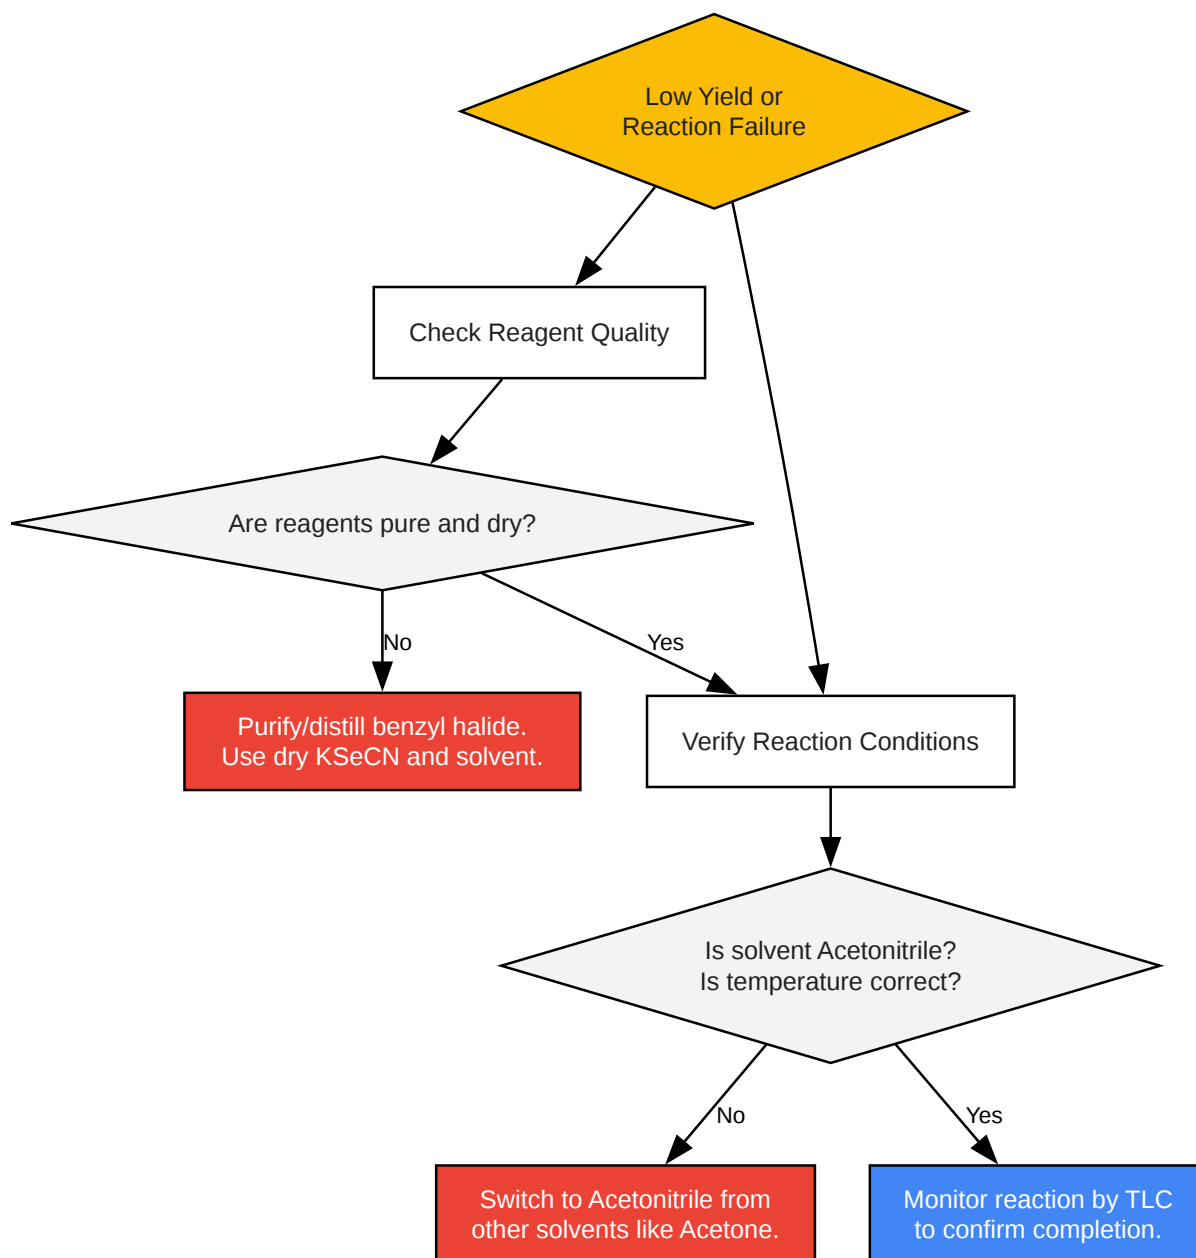 Low Yield or
Reaction Failure
Check Reagent Quality
Are reagents pure and dry?
No
Yes
Purify/distill benzyl halide.
Use dry KSeCN and solvent.
Verify Reaction Conditions
Is solvent Acetonitrile?
Is temperature correct?
No
Yes
Switch to Acetonitrile from
other solvents like Acetone.
Monitor reaction by TLC
to confirm completion.